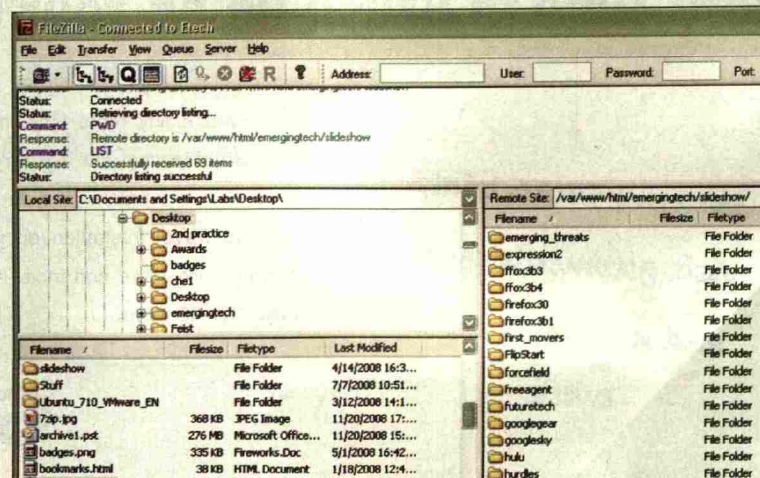 FileZilla - Connected to Etech
File Edit Transfer View Queue Server Help
Address: User: Password: Port:
Response:
Status: Connected
Status: Retrieving directory listing...
Command: PWD
Response: Remote directory is /var/www/html/emergingtech/slideshow
Command: LIST
Response: Successfully received 69 items
Status: Directory listing successful
Local Site: C:\Documents and Settings\Labs\Desktop\
Desktop
2nd practice
Awards
badges
che1
Desktop
emergingtech
Feist
Filename / Filesize Filetype Last Modified
slideshow File Folder 4/14/2008 16:3...
Stuff File Folder 7/7/2008 10:51...
Ubuntu_710_VMware_EN File Folder 3/12/2008 14:1...
7zip.jpg 368 KB JPEG Image 11/20/2008 17:...
archive1.pst 276 MB Microsoft Office... 11/20/2008 15:...
badges.png 335 KB Fireworks.Doc 5/1/2008 16:42...
bookmarks.html 38 KB HTML Document 1/18/2008 12:4...
Remote Site: /var/www/html/emergingtech/slideshow/
Filename / Filesize Filetype
emerging_threats File Folder
expression2 File Folder
ffox3b3 File Folder
ffox3b4 File Folder
firefox30 File Folder
firefox3b1 File Folder
first_movers File Folder
FlipStart File Folder
forcefield File Folder
freeagent File Folder
futuretech File Folder
googlegear File Folder
googlesky File Folder
hulu File Folder
hurdles File Folder